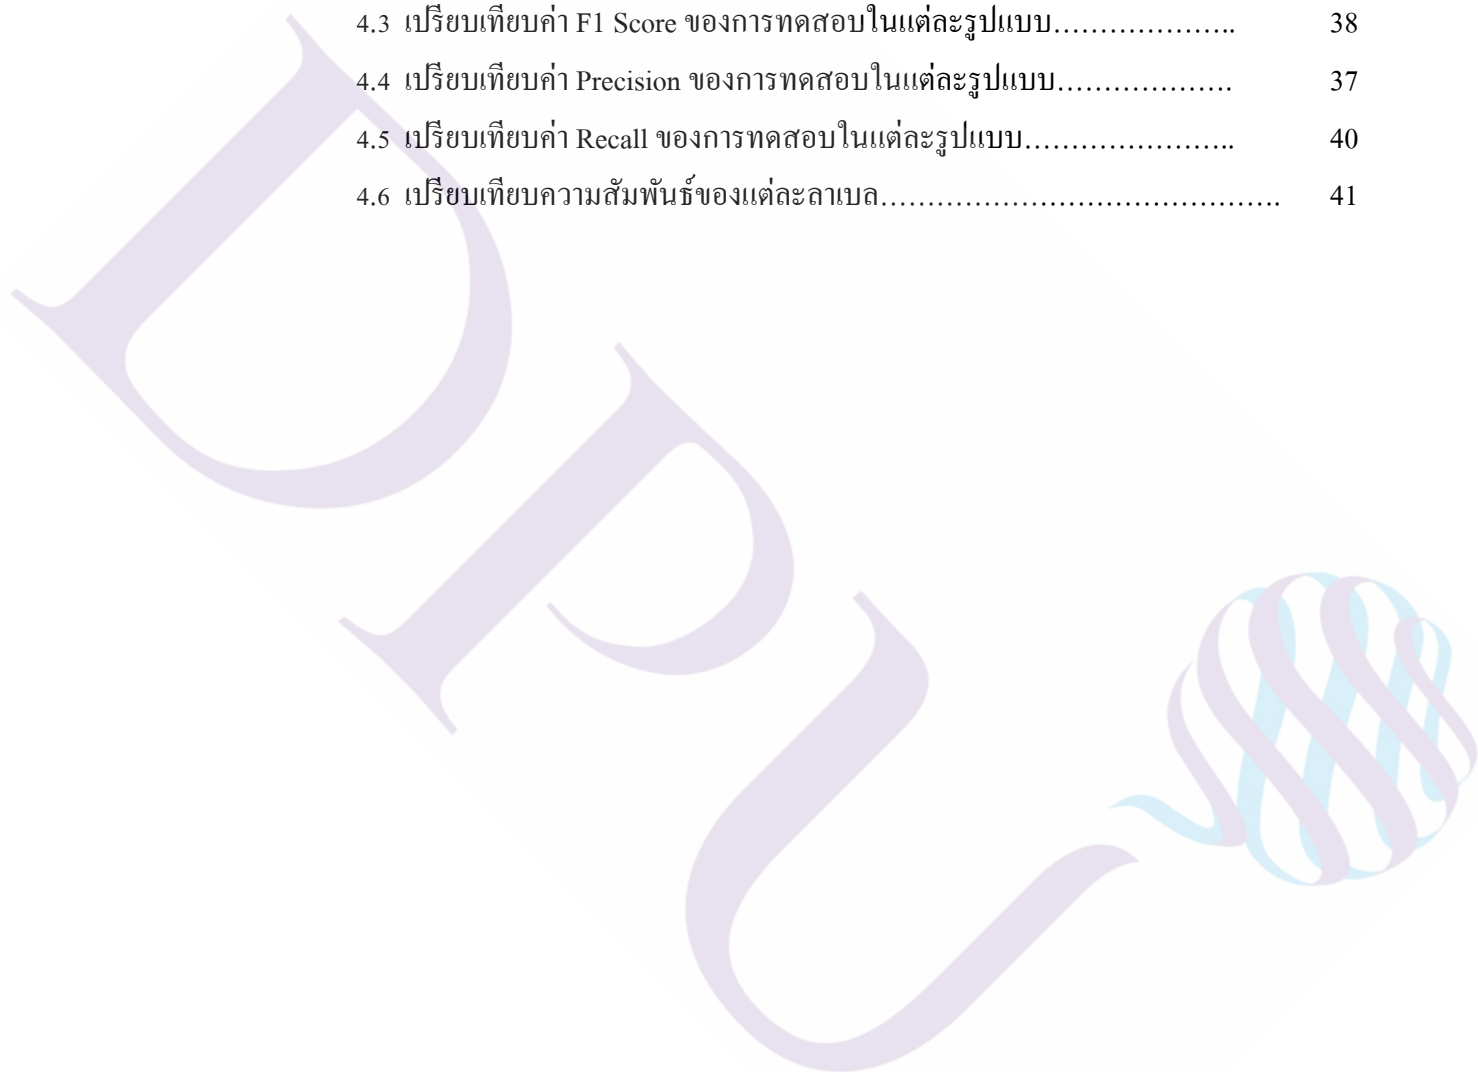 4.3 เปรียบเทียบค่า F1 Score ของการทดสอบในแต่ละรูปแบบ……………….. 38
4.4 เปรียบเทียบค่า Precision ของการทดสอบในแต่ละรูปแบบ………………. 37
4.5 เปรียบเทียบค่า Recall ของการทดสอบในแต่ละรูปแบบ………………….. 40
4.6 เปรียบเทียบความสัมพันธ์ของแต่ละลาเบล……………………………………. 41
DPU